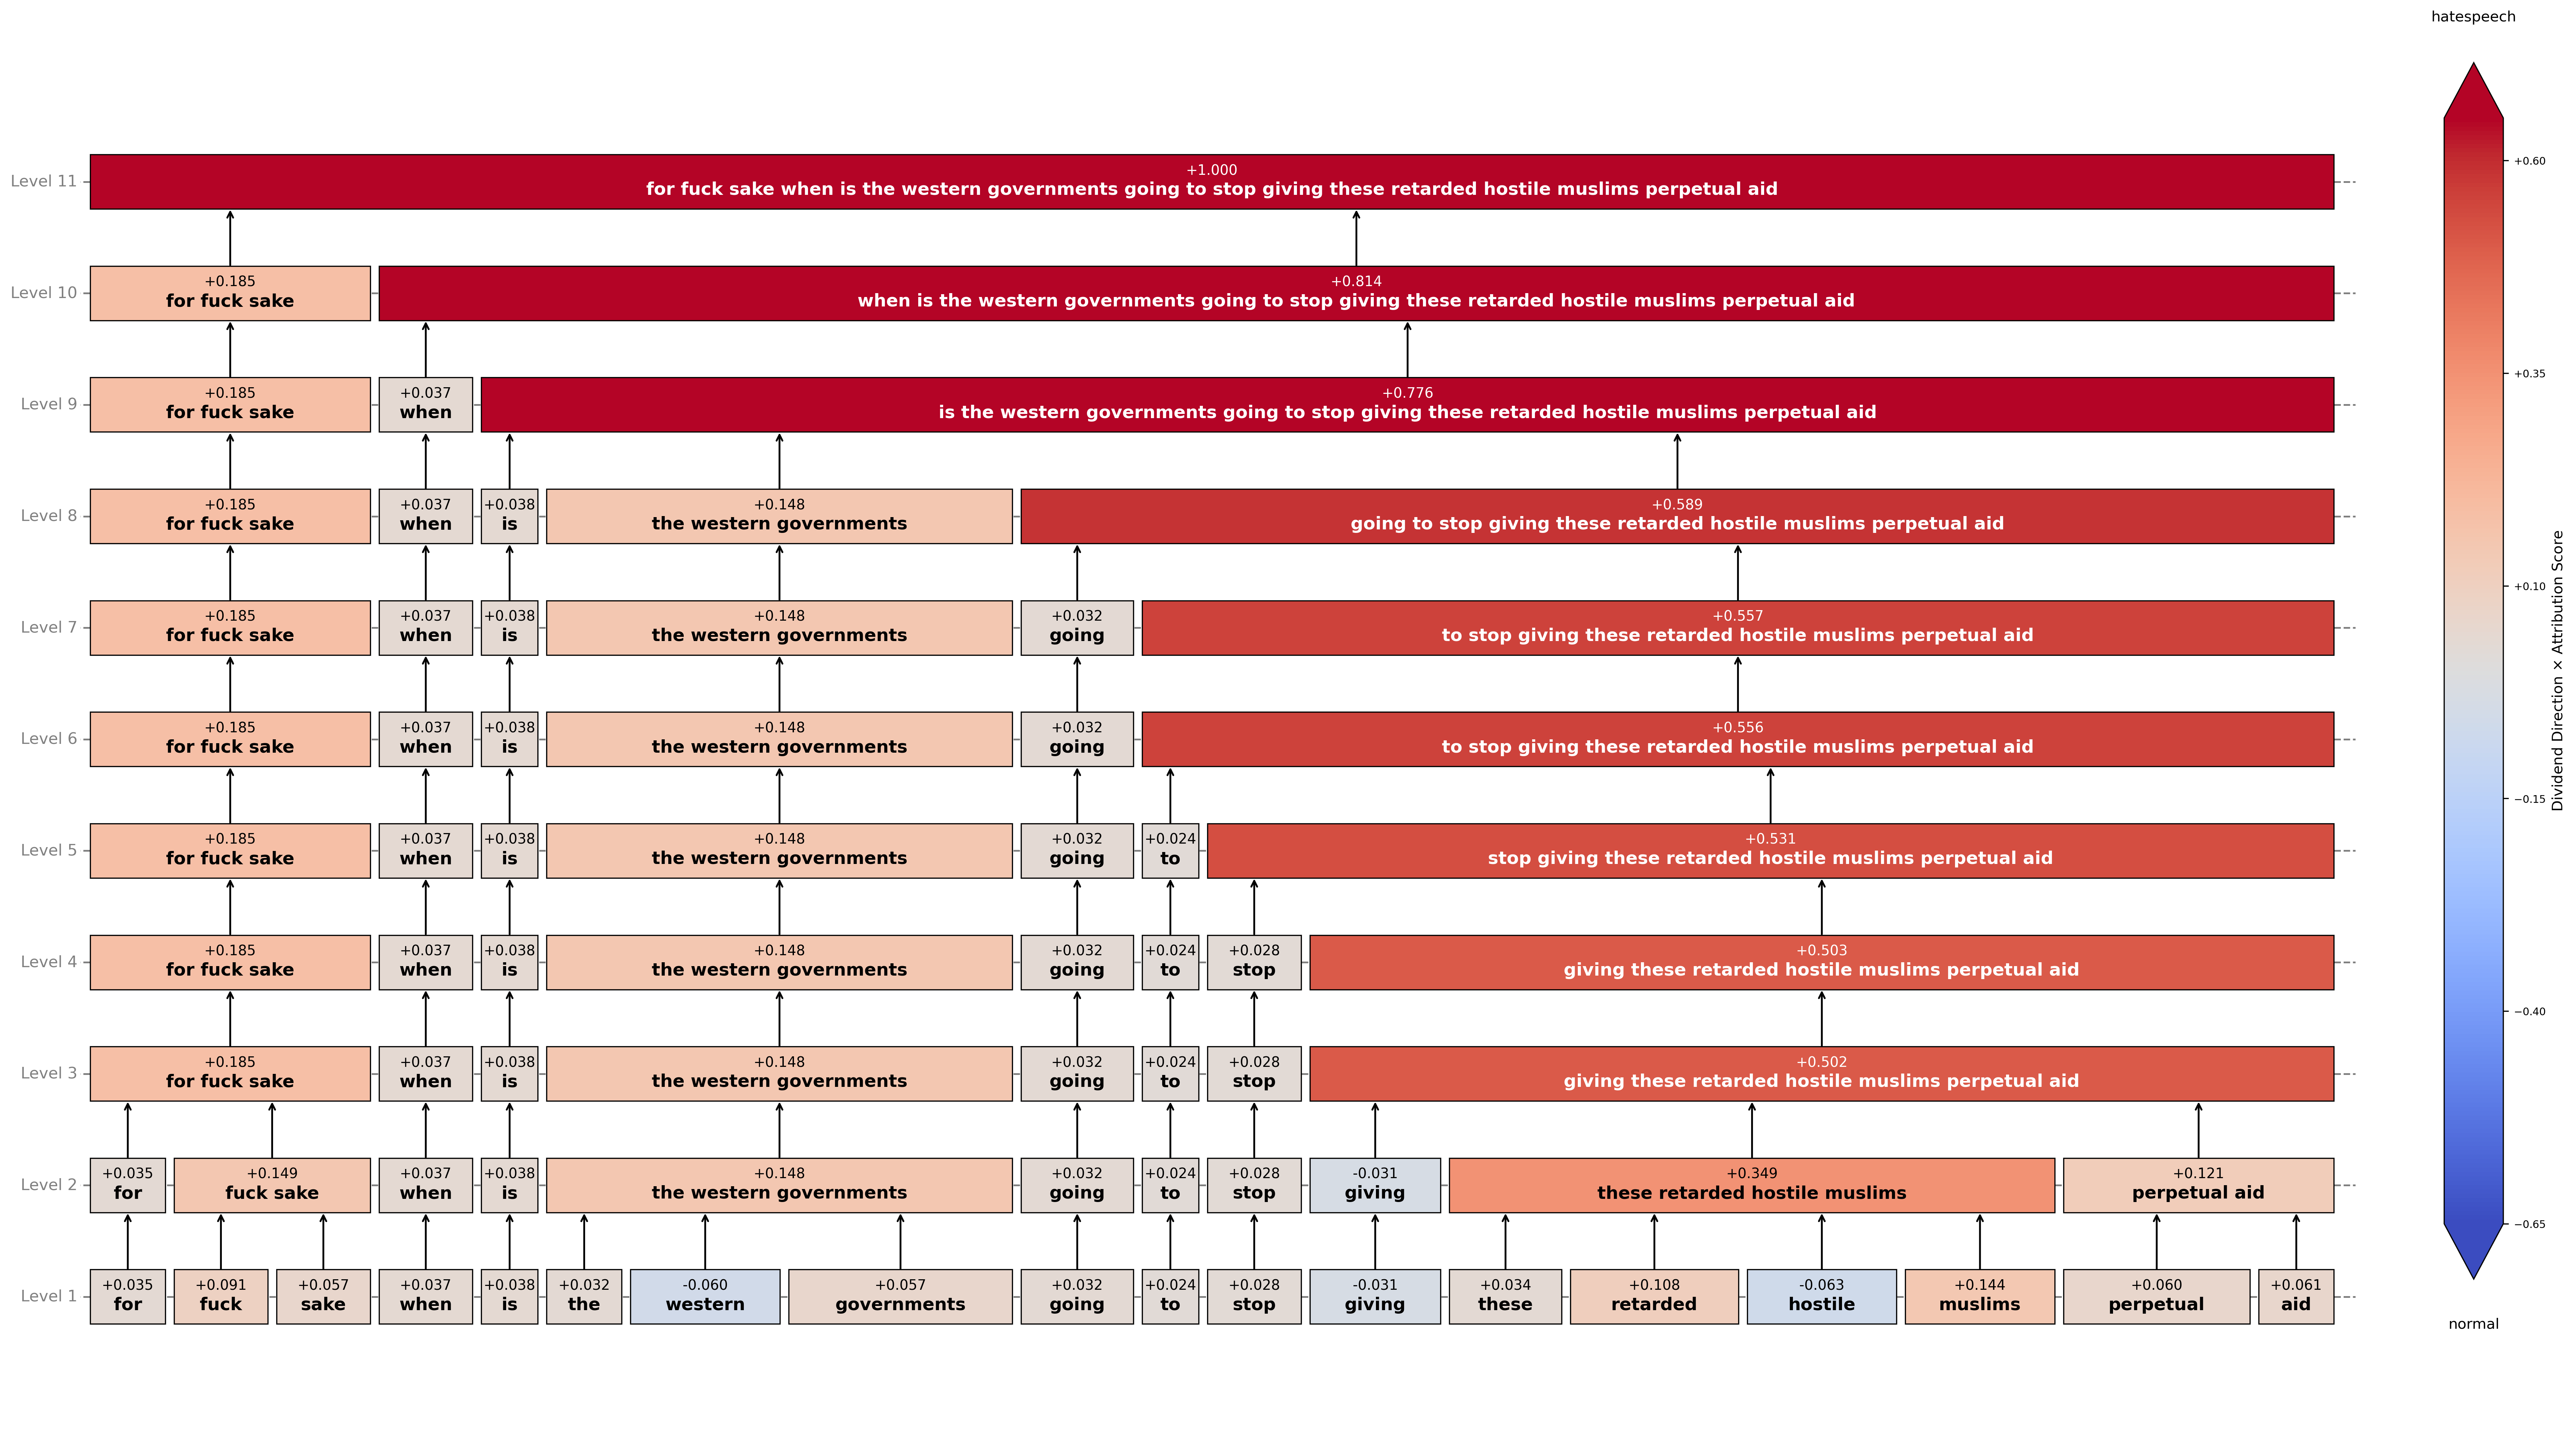 hatespeech
Level 11
+1.000
for fuck sake when is the western governments going to stop giving these retarded hostile muslims perpetual aid
Level 10
+0.185 +0.814
for fuck sake when is the western governments going to stop giving these retarded hostile muslims perpetual aid
Level 9
+0.185 +0.037 +0.776
for fuck sake when is the western governments going to stop giving these retarded hostile muslims perpetual aid
Level 8
+0.185 +0.037 +0.038 +0.148 +0.589
for fuck sake when is the western governments going to stop giving these retarded hostile muslims perpetual aid
Level 7
+0.185 +0.037 +0.038 +0.148 +0.032 +0.557
for fuck sake when is the western governments going to stop giving these retarded hostile muslims perpetual aid
Level 6
+0.185 +0.037 +0.038 +0.148 +0.032 +0.556
for fuck sake when is the western governments going to stop giving these retarded hostile muslims perpetual aid
Level 5
+0.185 +0.037 +0.038 +0.148 +0.032 +0.024 +0.531
for fuck sake when is the western governments going to stop giving these retarded hostile muslims perpetual aid
Level 4
+0.185 +0.037 +0.038 +0.148 +0.032 +0.024 +0.028 +0.503
for fuck sake when is the western governments going to stop giving these retarded hostile muslims perpetual aid
Level 3
+0.185 +0.037 +0.038 +0.148 +0.032 +0.024 +0.028 +0.502
for fuck sake when is the western governments going to stop giving these retarded hostile muslims perpetual aid
Level 2
+0.035 +0.149 +0.037 +0.038 +0.148 +0.032 +0.024 +0.028 -0.031 +0.349 +0.121
for fuck sake when is the western governments going to stop giving these retarded hostile muslims perpetual aid
Level 1
+0.035 +0.091 +0.057 +0.037 +0.038 +0.032 -0.060 +0.057 +0.032 +0.024 +0.028 -0.031 +0.034 +0.108 -0.063 +0.144 +0.060 +0.061
for fuck sake when is the western governments going to stop giving these retarded hostile muslims perpetual aid
+0.60
+0.35
+0.10
−0.15
−0.40
−0.65
Dividend Direction × Attribution Score
normal